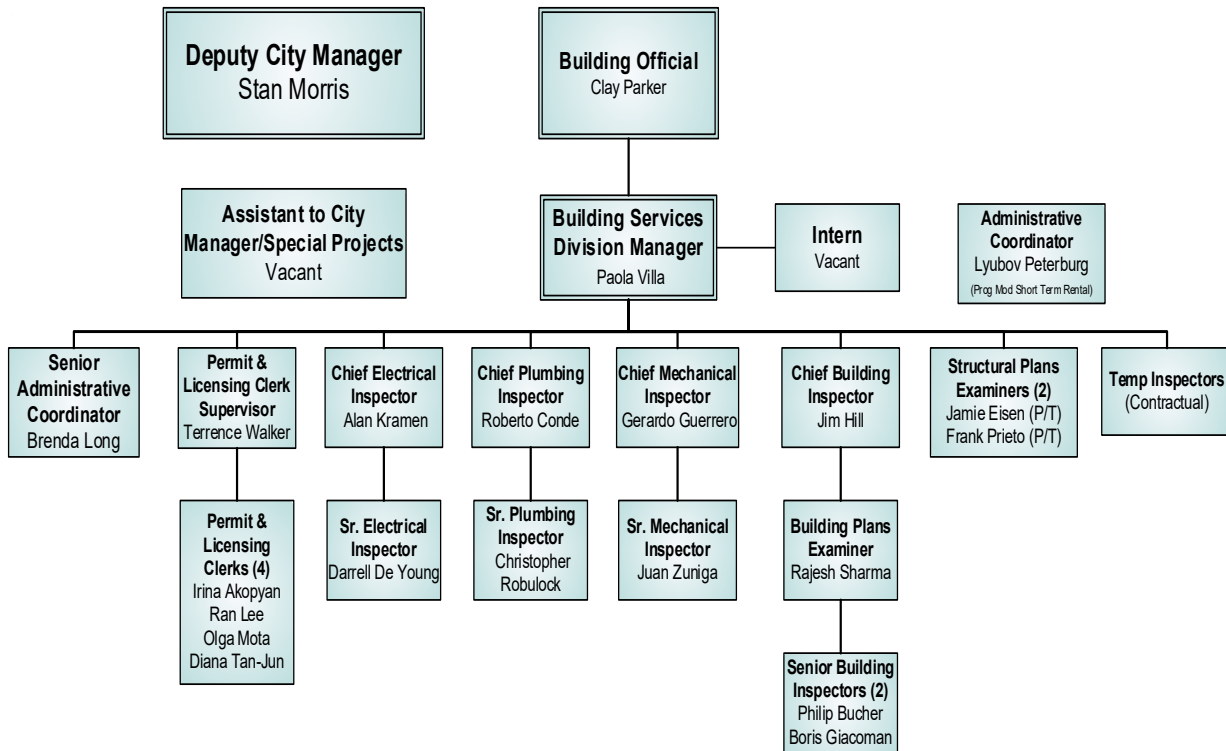 Deputy City Manager
Stan Morris
Building Official
Clay Parker
Assistant to City
Manager/Special Projects
Vacant
Building Services
Division Manager
Paola Villa
Intern
Vacant
Administrative
Coordinator
Lyubov Peterburg
(Prog Mod Short Term Rental)
Senior
Administrative
Coordinator
Brenda Long
Permit &
Licensing Clerk
Supervisor
Terrence Walker
Chief Electrical
Inspector
Alan Kramen
Chief Plumbing
Inspector
Roberto Conde
Chief Mechanical
Inspector
Gerardo Guerrero
Chief Building
Inspector
Jim Hill
Structural Plans
Examiners (2)
Jamie Eisen (P/T)
Frank Prieto (P/T)
Temp Inspectors
(Contractual)
Permit &
Licensing
Clerks (4)
Irina Akopyan
Ran Lee
Olga Mota
Diana Tan-Jun
Sr. Electrical
Inspector
Darrell De Young
Sr. Plumbing
Inspector
Christopher
Robulock
Sr. Mechanical
Inspector
Juan Zuniga
Building Plans
Examiner
Rajesh Sharma
Senior Building
Inspectors (2)
Philip Bucher
Boris Giacoman